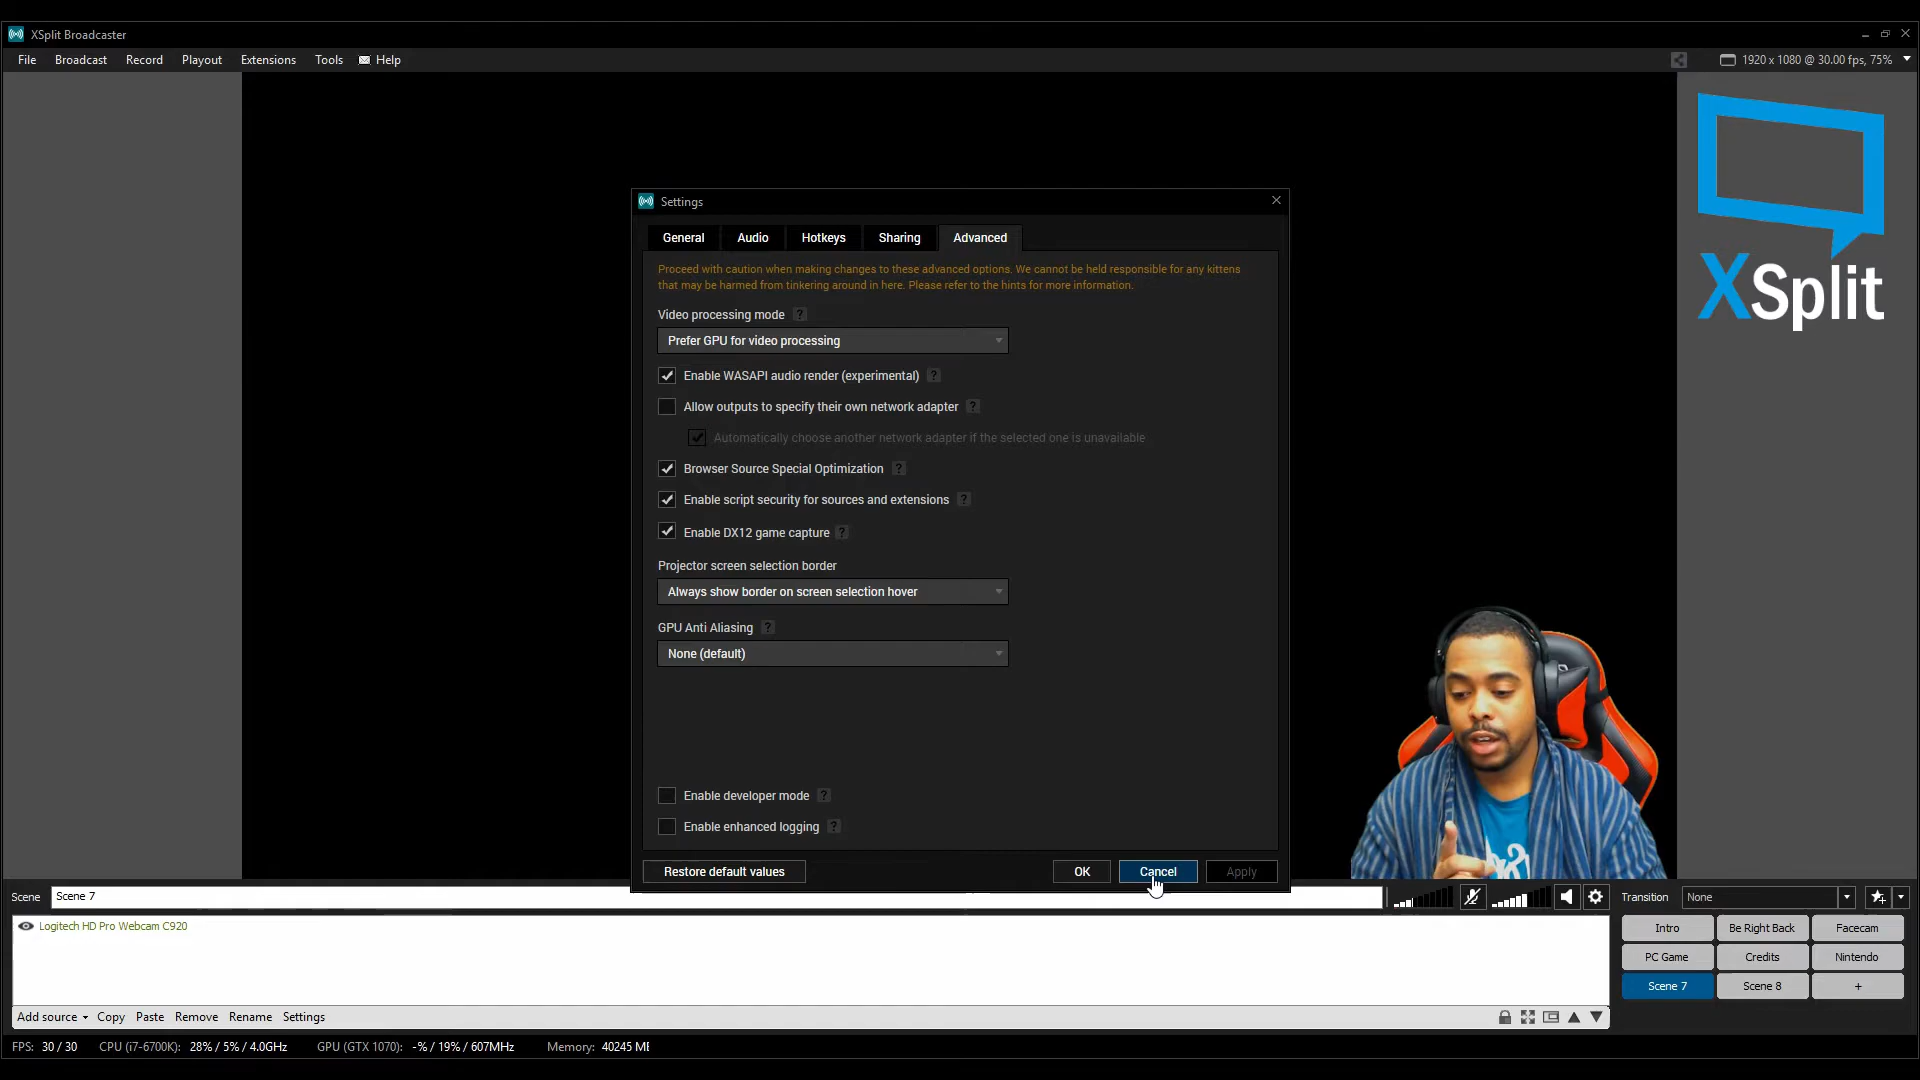 XSplit Broadcaster
File Broadcast Record Playout Extensions Tools Help
1920 x 1080 @ 30.00 fps, 75%
XSplit
Settings
General Audio Hotkeys Sharing Advanced
Proceed with caution when making changes to these advanced options. We cannot be held responsible for any kittens
that may be harmed from tinkering around in here. Please refer to the hints for more information.
Video processing mode ?
Prefer GPU for video processing
Enable WASAPI audio render (experimental) ?
Allow outputs to specify their own network adapter ?
Automatically choose another network adapter if the selected one is unavailable
Browser Source Special Optimization ?
Enable script security for sources and extensions ?
Enable DX12 game capture ?
Projector screen selection border
Always show border on screen selection hover
GPU Anti Aliasing ?
None (default)
Enable developer mode ?
Enable enhanced logging ?
Restore default values OK Cancel Apply
Scene Scene 7
Transition None
Logitech HD Pro Webcam C920
Intro Be Right Back Facecam
PC Game Credits Nintendo
Scene 7 Scene 8 +
Add source Copy Paste Remove Rename Settings
FPS: 30 / 30 CPU (i7-6700K): 28% / 5% / 4.0GHz GPU (GTX 1070): -% / 19% / 607MHz Memory: 40245